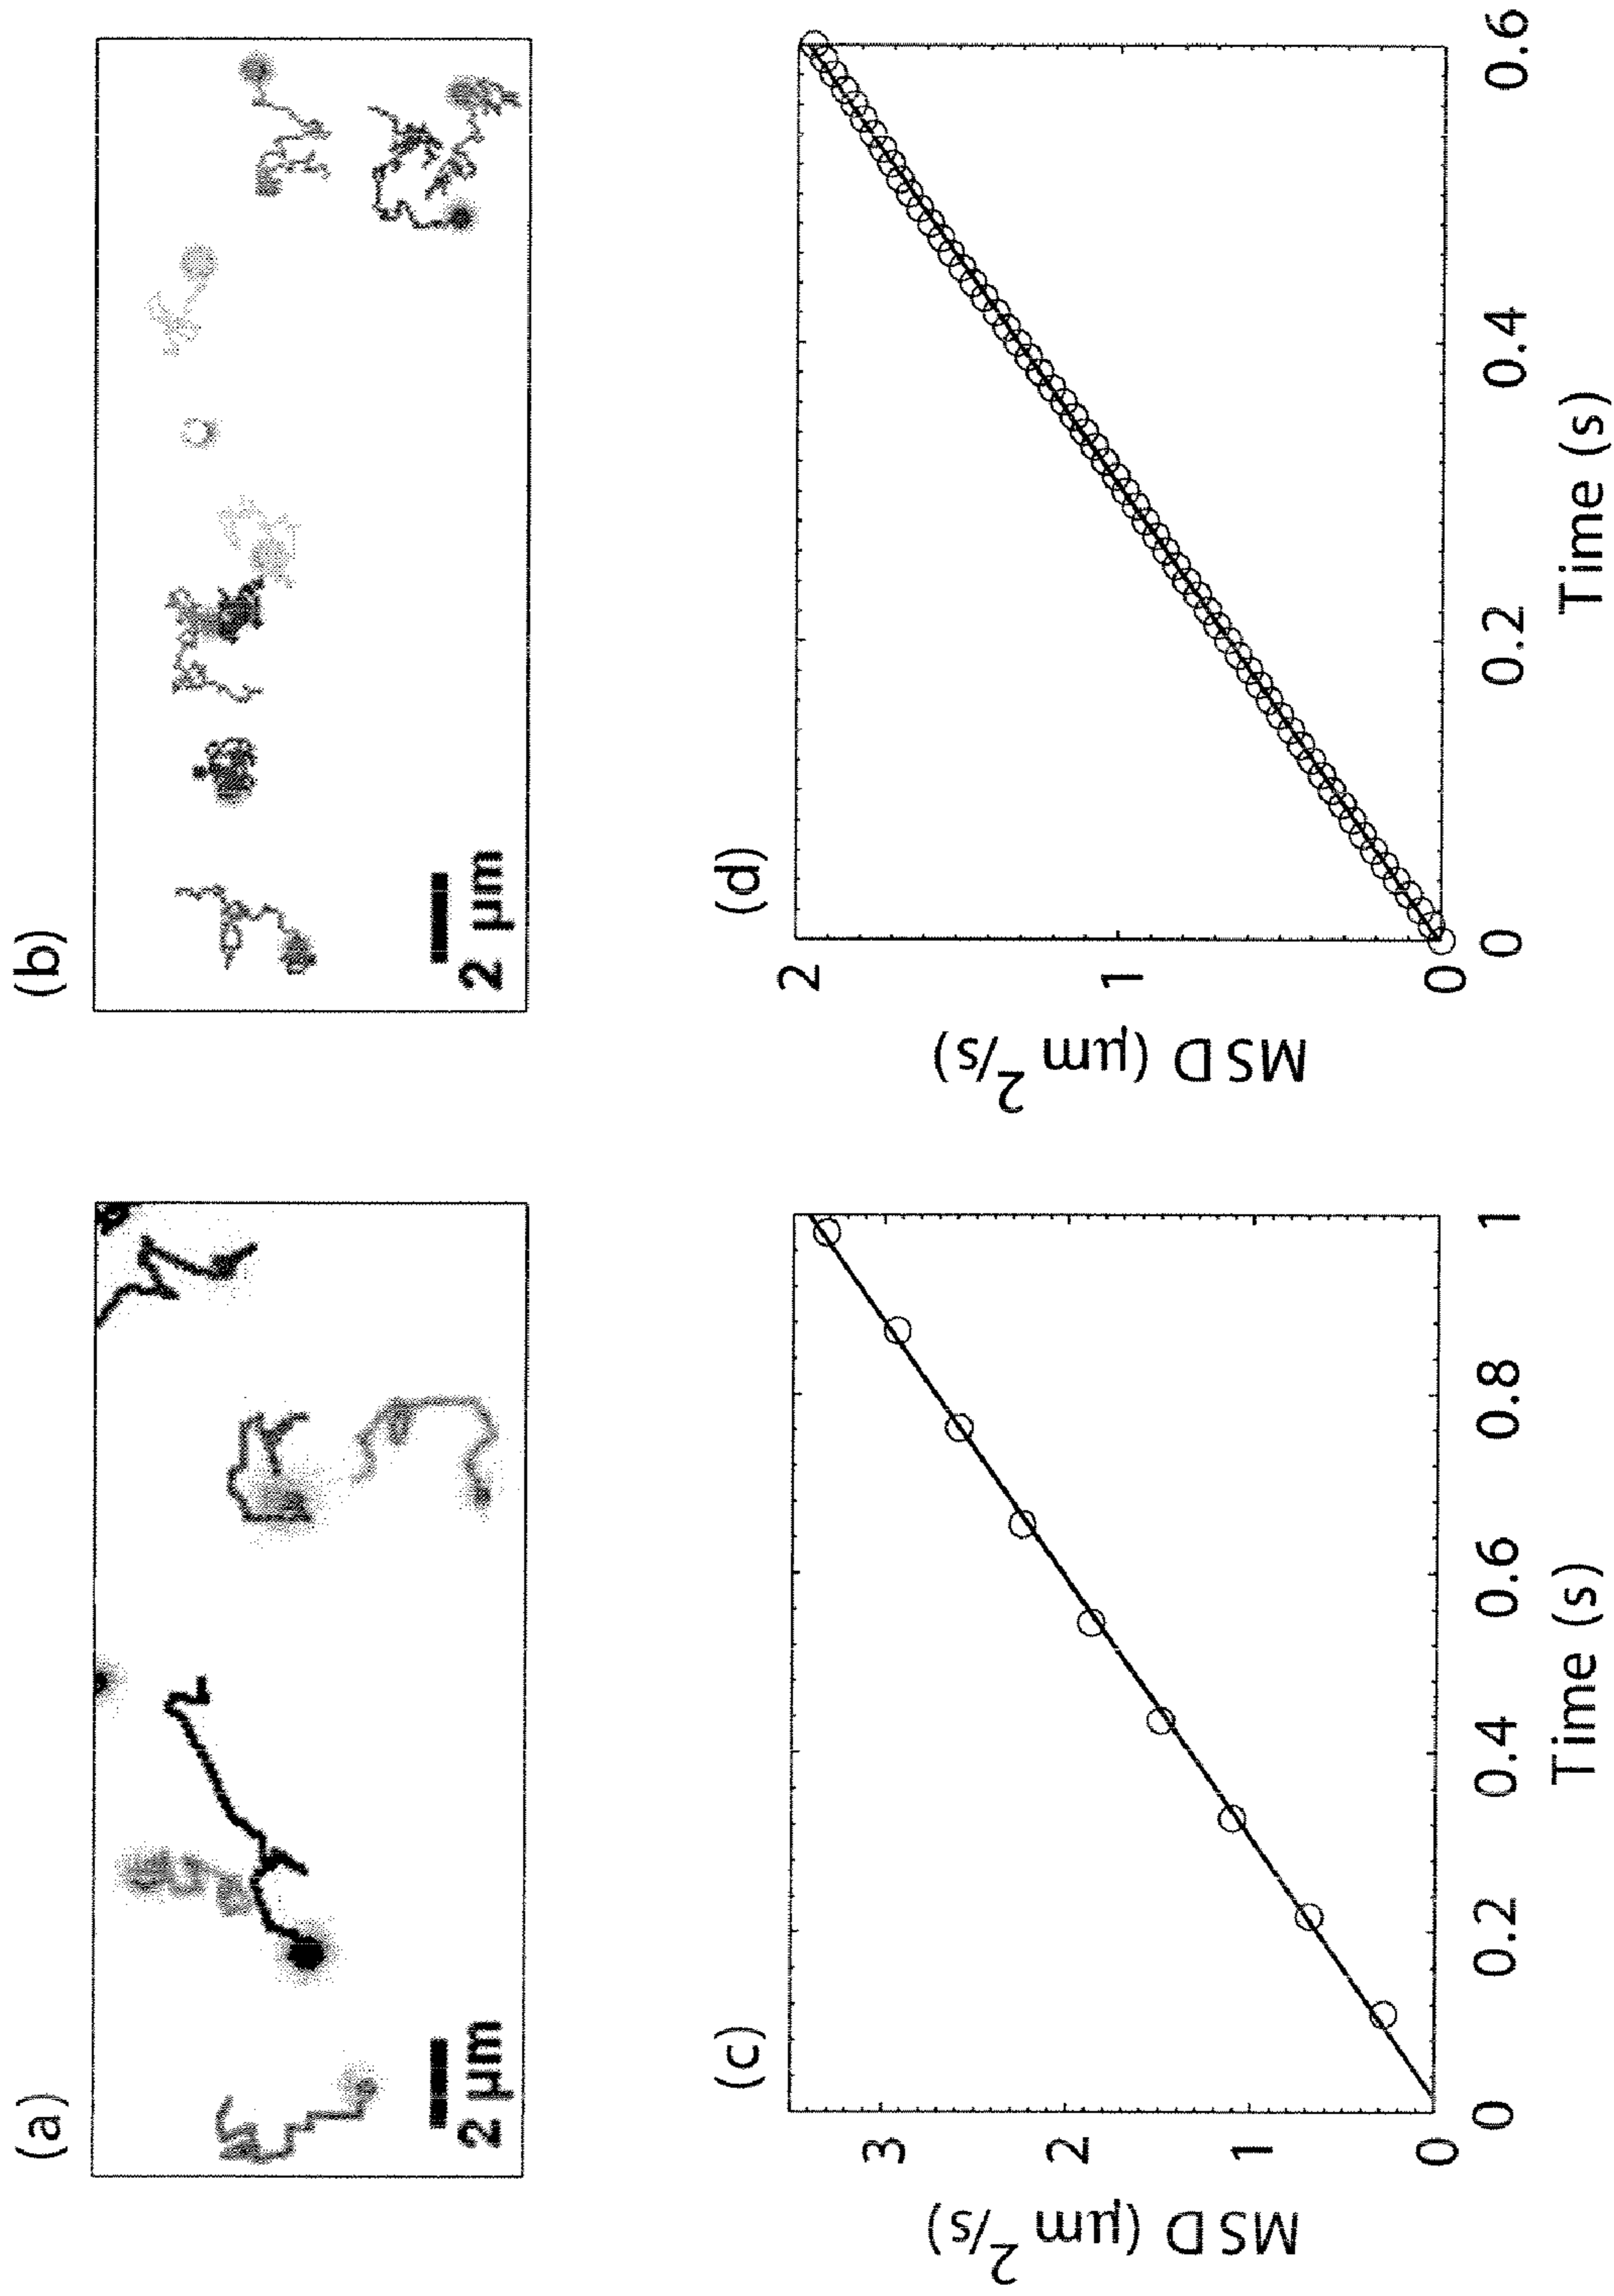 (a)
2 μm
(b)
2 μm
(c)
MSD (μm²/s)
3
2
1
0
0 0.2 0.4 0.6 0.8 1
Time (s)
(d)
MSD (μm²/s)
2
1
0
0 0.2 0.4 0.6
Time (s)